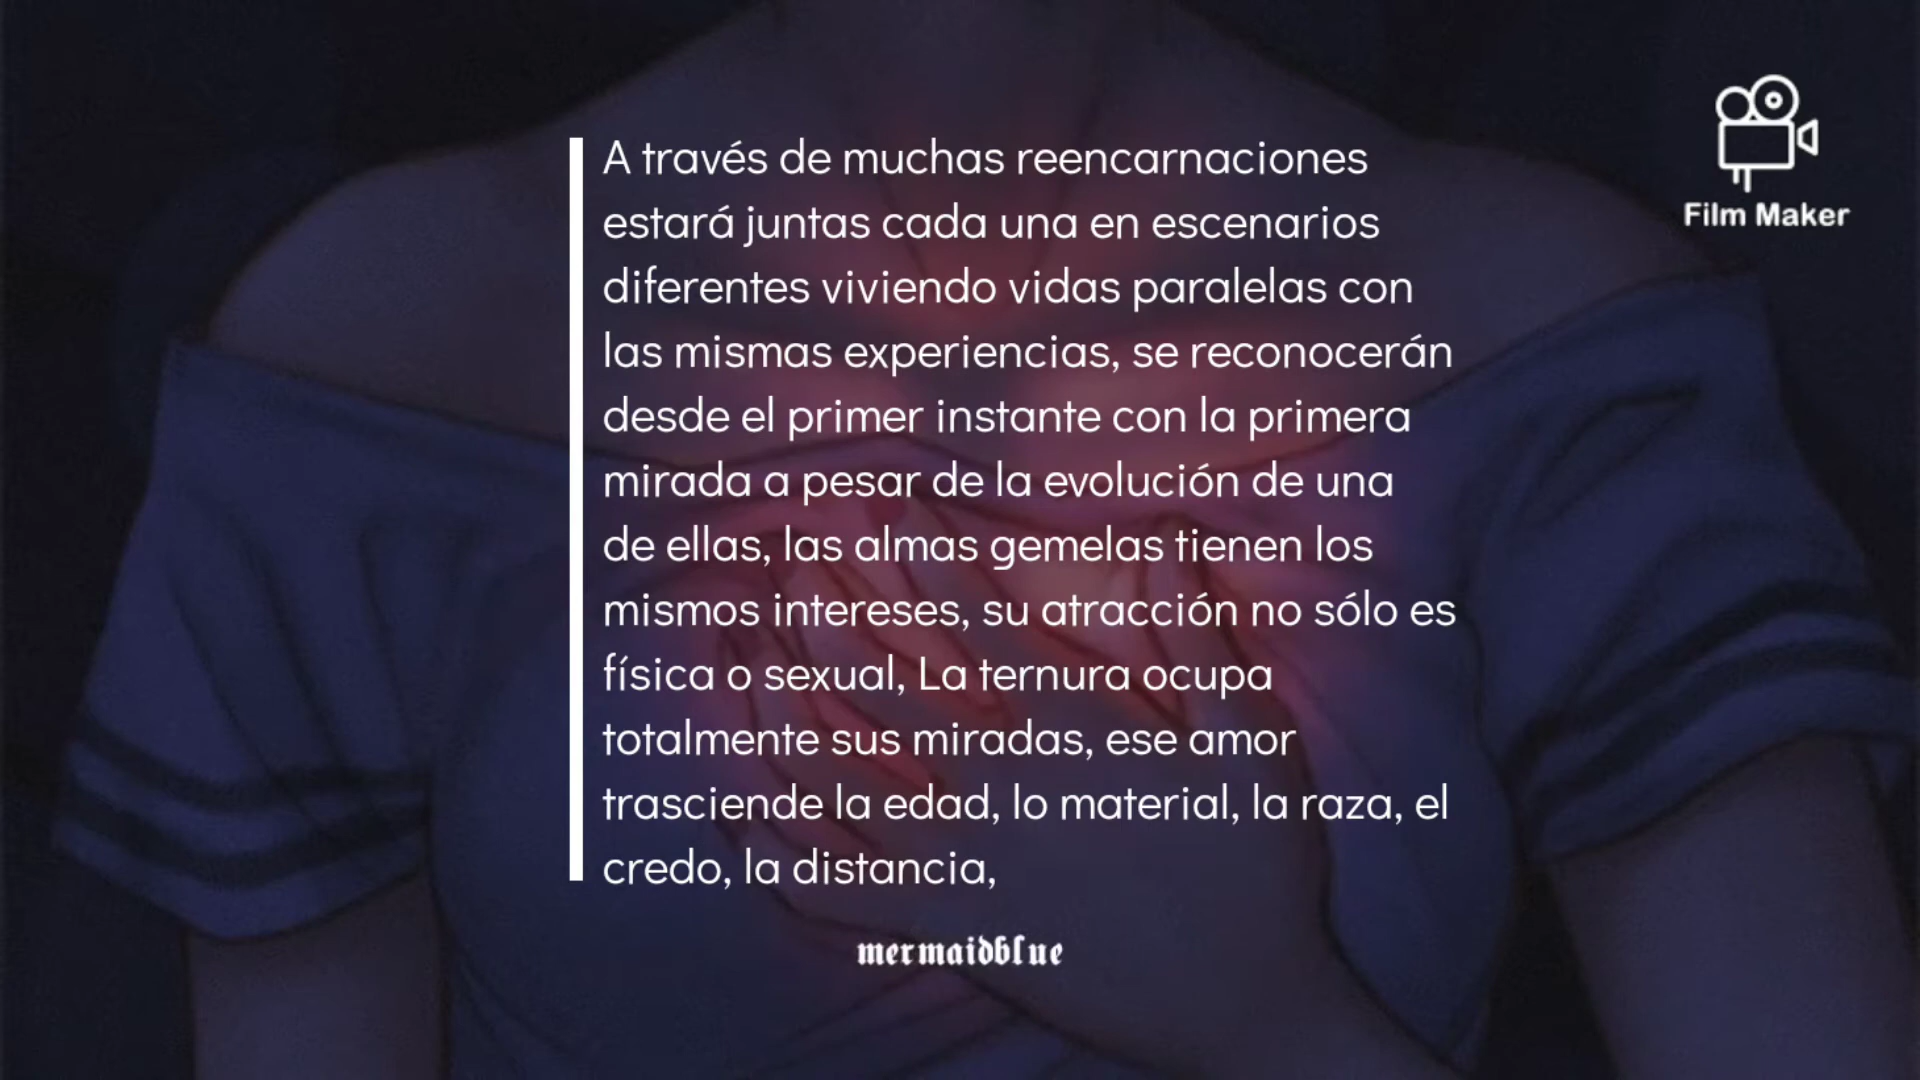 A través de muchas reencarnaciones
estará juntas cada una en escenarios
diferentes viviendo vidas paralelas con
las mismas experiencias, se reconocerán
desde el primer instante con la primera
mirada a pesar de la evolución de una
de ellas, las almas gemelas tienen los
mismos intereses, su atracción no sólo es
física o sexual, La ternura ocupa
totalmente sus miradas, ese amor
trasciende la edad, lo material, la raza, el
credo, la distancia,
mermaidblue
Film Maker